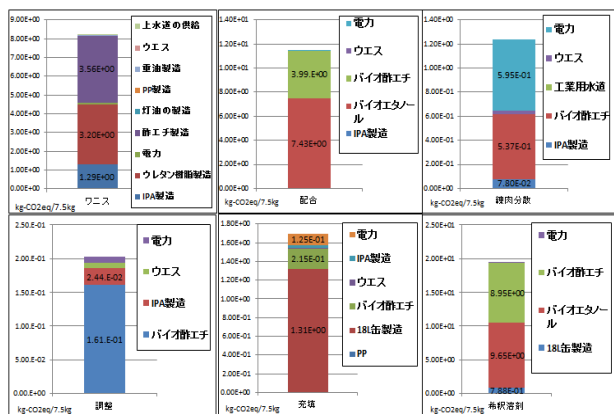 9.00E+00
8.00E+00
7.00E+00
6.00E+00
5.00E+00
4.00E+00
3.00E+00
2.00E+00
1.00E+00
0.00E+00
3.56E+00
3.20E+00
1.29E+00
上水道の供給
ウエス
重油製造
PP製造
灯油の製造
酢エチ製造
電力
ウレタン樹脂製造
IPA製造
kg-CO2eq/7.5kg
ワニス
1.40E+01
1.20E+01
1.00E+01
8.00E+00
6.00E+00
4.00E+00
2.00E+00
0.00E+00
3.99.E+00
7.43E+00
電力
ウエス
バイオ酢エチ
バイオエタノール
IPA製造
kg-CO2eq/7.5kg
配合
1.40E+00
1.20E+00
1.00E+00
8.00E-01
6.00E-01
4.00E-01
2.00E-01
0.00E+00
5.95E-01
5.37E-01
7.80E-02
電力
ウエス
工業用水道
バイオ酢エチ
IPA製造
kg-CO2eq/7.5kg
練肉分散
2.50E-01
2.00E-01
1.50E-01
1.00E-01
5.00E-02
0.00E+00
2.44.E-02
1.61.E-01
電力
ウエス
IPA製造
バイオ酢エチ
kg-CO2eq/7.5kg
調整
1.80E+00
1.60E+00
1.40E+00
1.20E+00
1.00E+00
8.00E-01
6.00E-01
4.00E-01
2.00E-01
0.00E+00
1.25E-01
2.15E-01
1.31E+00
電力
IPA製造
ウエス
バイオ酢エチ
18L缶製造
PP
kg-CO2eq/7.5kg
充填
2.50E+01
2.00E+01
1.50E+01
1.00E+01
5.00E+00
0.00E+00
8.95E+00
9.65E+00
7.88E-01
電力
バイオ酢エチ
バイオエタノール
18L缶製造
kg-CO2eq/7.5kg
希釈溶剤